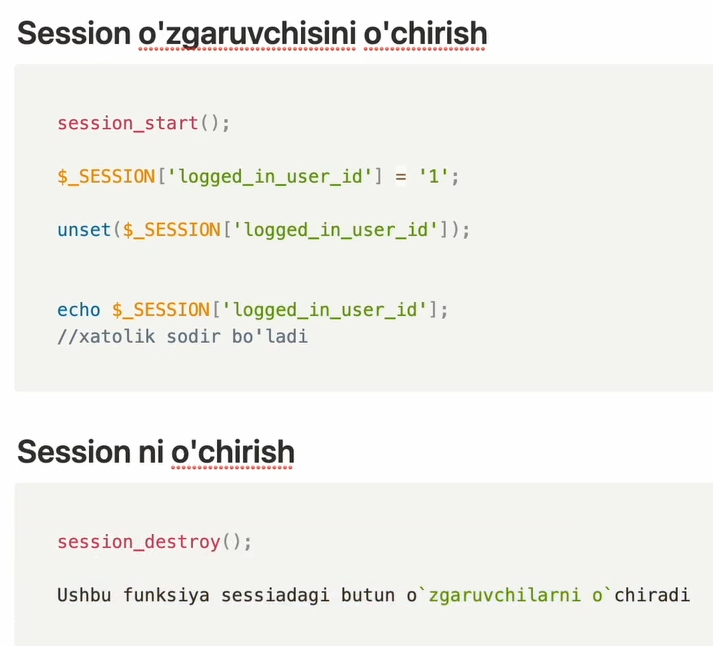 Session o'zgaruvchisini o'chirish
session_start();
$_SESSION['logged_in_user_id'] = '1';
unset($_SESSION['logged_in_user_id']);
echo $_SESSION['logged_in_user_id'];
//xatolik sodir bo'ladi
Session ni o'chirish
session_destroy();
Ushbu funksiya sessiadagi butun o`zgaruvchilarni o`chiradi